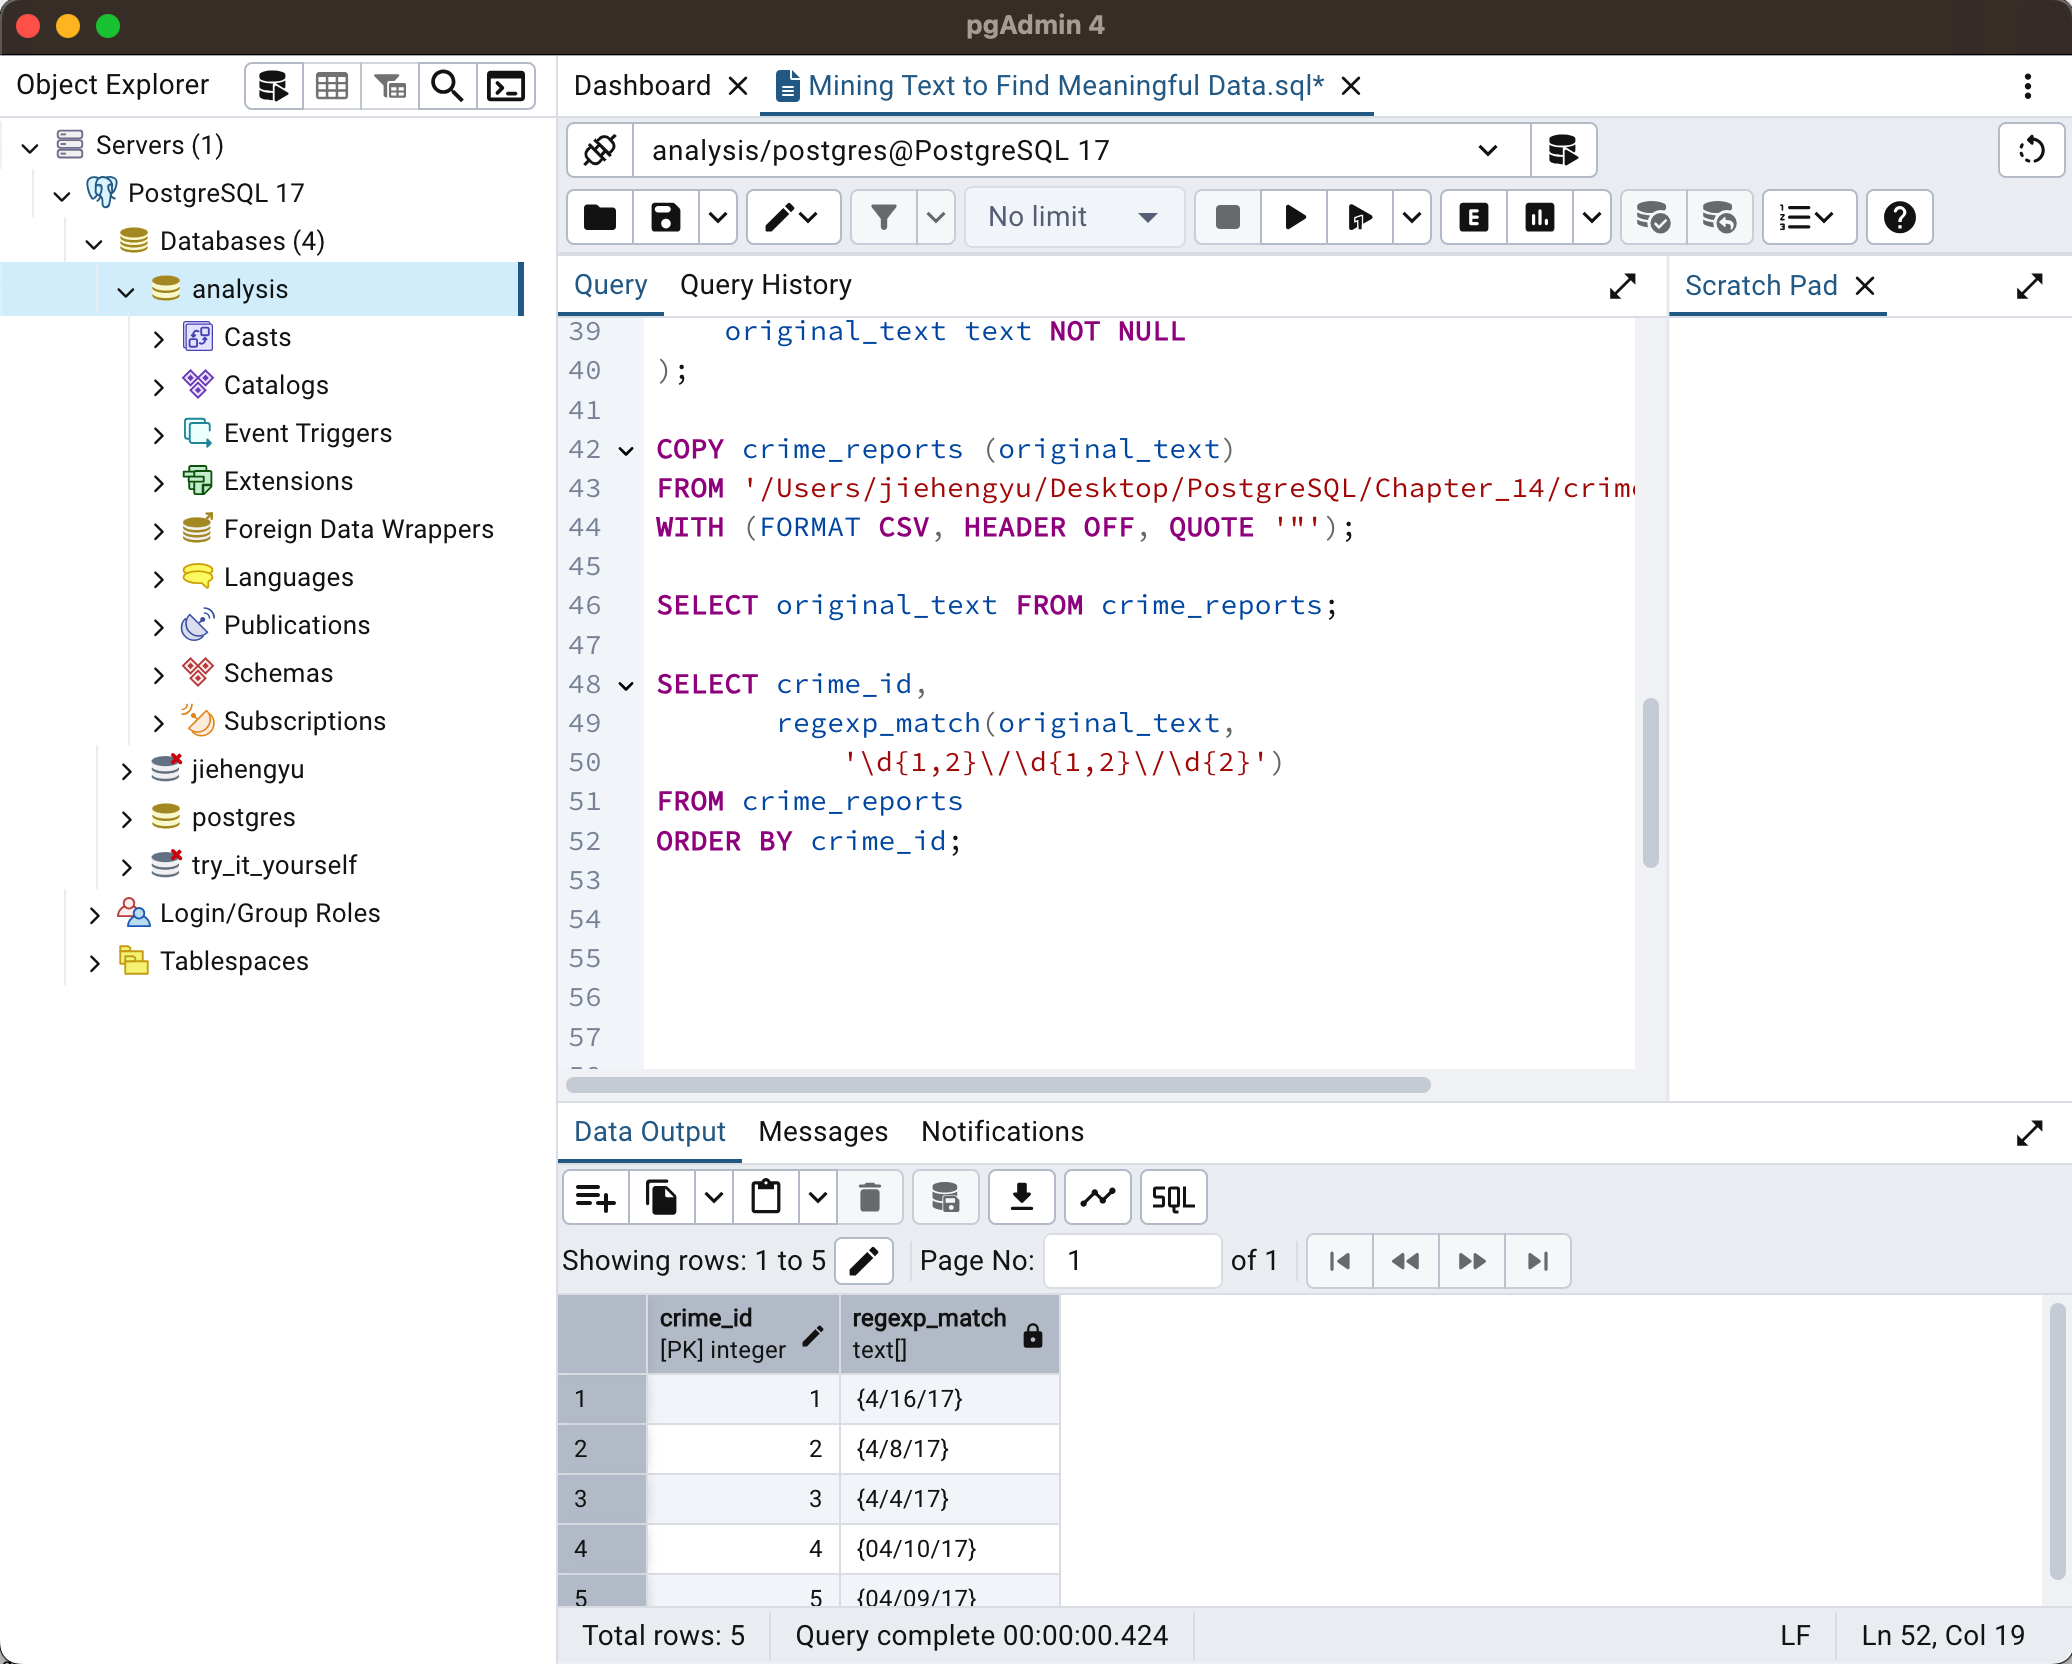 pgAdmin 4
Object Explorer
Dashboard
Mining Text to Find Meaningful Data.sql*
Servers (1)
PostgreSQL 17
Databases (4)
analysis
Casts
Catalogs
Event Triggers
Extensions
Foreign Data Wrappers
Languages
Publications
Schemas
Subscriptions
jiehengyu
postgres
try_it_yourself
Login/Group Roles
Tablespaces
analysis/postgres@PostgreSQL 17
No limit
E
Query
Query History
Scratch Pad
39 original_text text NOT NULL
40 );
41
42 COPY crime_reports (original_text)
43 FROM '/Users/jiehengyu/Desktop/PostgreSQL/Chapter_14/crim
44 WITH (FORMAT CSV, HEADER OFF, QUOTE '"');
45
46 SELECT original_text FROM crime_reports;
47
48 SELECT crime_id,
49 regexp_match(original_text,
50 '\d{1,2}\/\d{1,2}\/\d{2}')
51 FROM crime_reports
52 ORDER BY crime_id;
53
54
55
56
57
Data Output
Messages
Notifications
SQL
Showing rows: 1 to 5
Page No: 1 of 1
crime_id regexp_match
[PK] integer text[]
1 1 {4/16/17}
2 2 {4/8/17}
3 3 {4/4/17}
4 4 {04/10/17}
5 5 {04/09/17}
Total rows: 5
Query complete 00:00:00.424
LF
Ln 52, Col 19